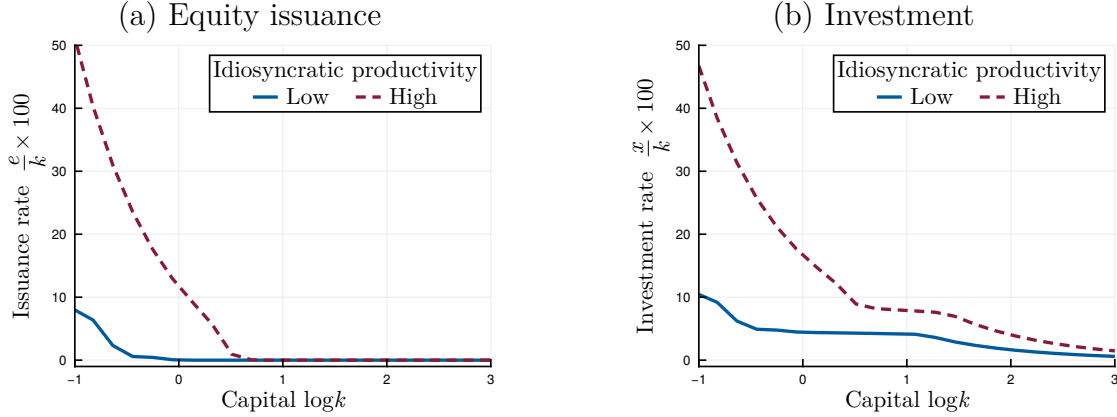 (a) Equity issuance
Issuance rate e/k × 100
50
40
30
20
10
0
Idiosyncratic productivity
Low High
−1 0 1 2 3
Capital logk
(b) Investment
Investment rate x/k × 100
50
40
30
20
10
0
Idiosyncratic productivity
Low High
−1 0 1 2 3
Capital logk